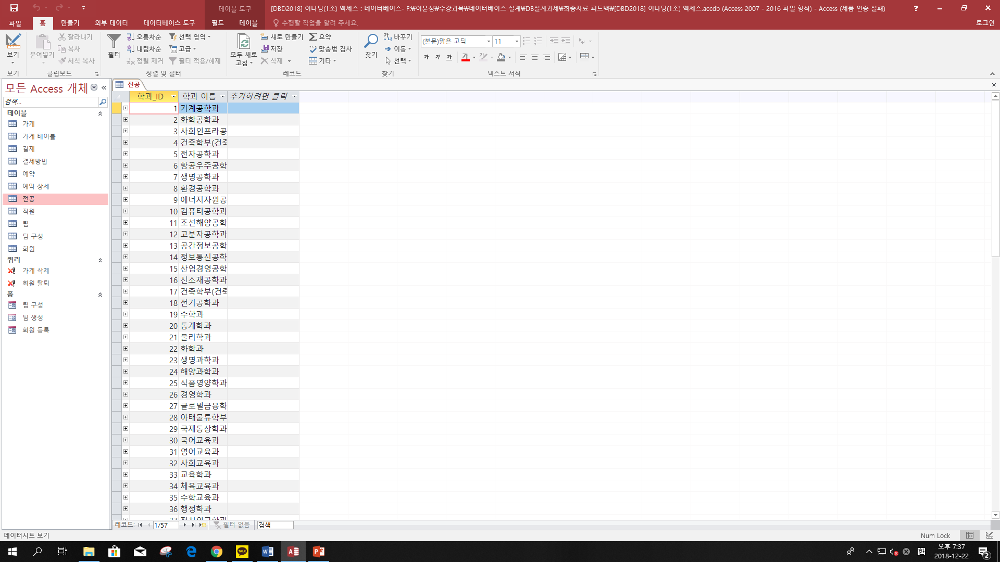 테이블 도구
[DBD2018] 이나팅(1조) 액세스 : 데이터베이스- F:₩이윤성₩수강과목₩데이터베이스 설계₩DB설계과제₩최종자료 피드백₩[DBD2018] 이나팅(1조) 액세스.accdb (Access 2007 - 2016 파일 형식) - Access (제품 인증 실패)
파일 홈 만들기 외부 데이터 데이터베이스 도구 필드 테이블 수행할 작업을 알려 주세요. 로그인
보기
보기
붙여넣기
잘라내기
복사
서식 복사
클립보드
필터
오름차순
내림차순
정렬 제거
선택 영역
고급
필터 적용/해제
정렬 및 필터
모두 새로 고침
새로 만들기
저장
삭제
요약
맞춤법 검사
기타
레코드
찾기
바꾸기
이동
선택
찾기
(본문)맑은 고딕 11
가 가 가 가
텍스트 서식
모든 Access 개체
검색...
테이블
가게
가게 테이블
결제
결제방법
예약
예약 상세
전공
직원
팀
팀 구성
회원
쿼리
가게 삭제
회원 탈퇴
폼
팀 구성
팀 생성
회원 등록
전공
학과_ID 학과 이름 추가하려면 클릭
1 기계공학과
2 화학공학과
3 사회인프라공
4 건축학부(건축
5 전자공학과
6 항공우주공학
7 생명공학과
8 환경공학과
9 에너지자원공
10 컴퓨터공학과
11 조선해양공학
12 고분자공학과
13 공간정보공학
14 정보통신공학
15 산업경영공학
16 신소재공학과
17 건축학부(건축
18 전기공학과
19 수학과
20 통계학과
21 물리학과
22 화학과
23 생명과학과
24 해양과학과
25 식품영양학과
26 경영학과
27 글로벌금융학
28 아태물류학부
29 국제통상학과
30 국어교육과
31 영어교육과
32 사회교육과
33 교육학과
34 체육교육과
35 수학교육과
36 행정학과
37 정치외교학과
레코드: 1/57 필터 없음 검색
데이터시트 보기
Num Lock
TALK
한
오후 7:37
2018-12-22
2